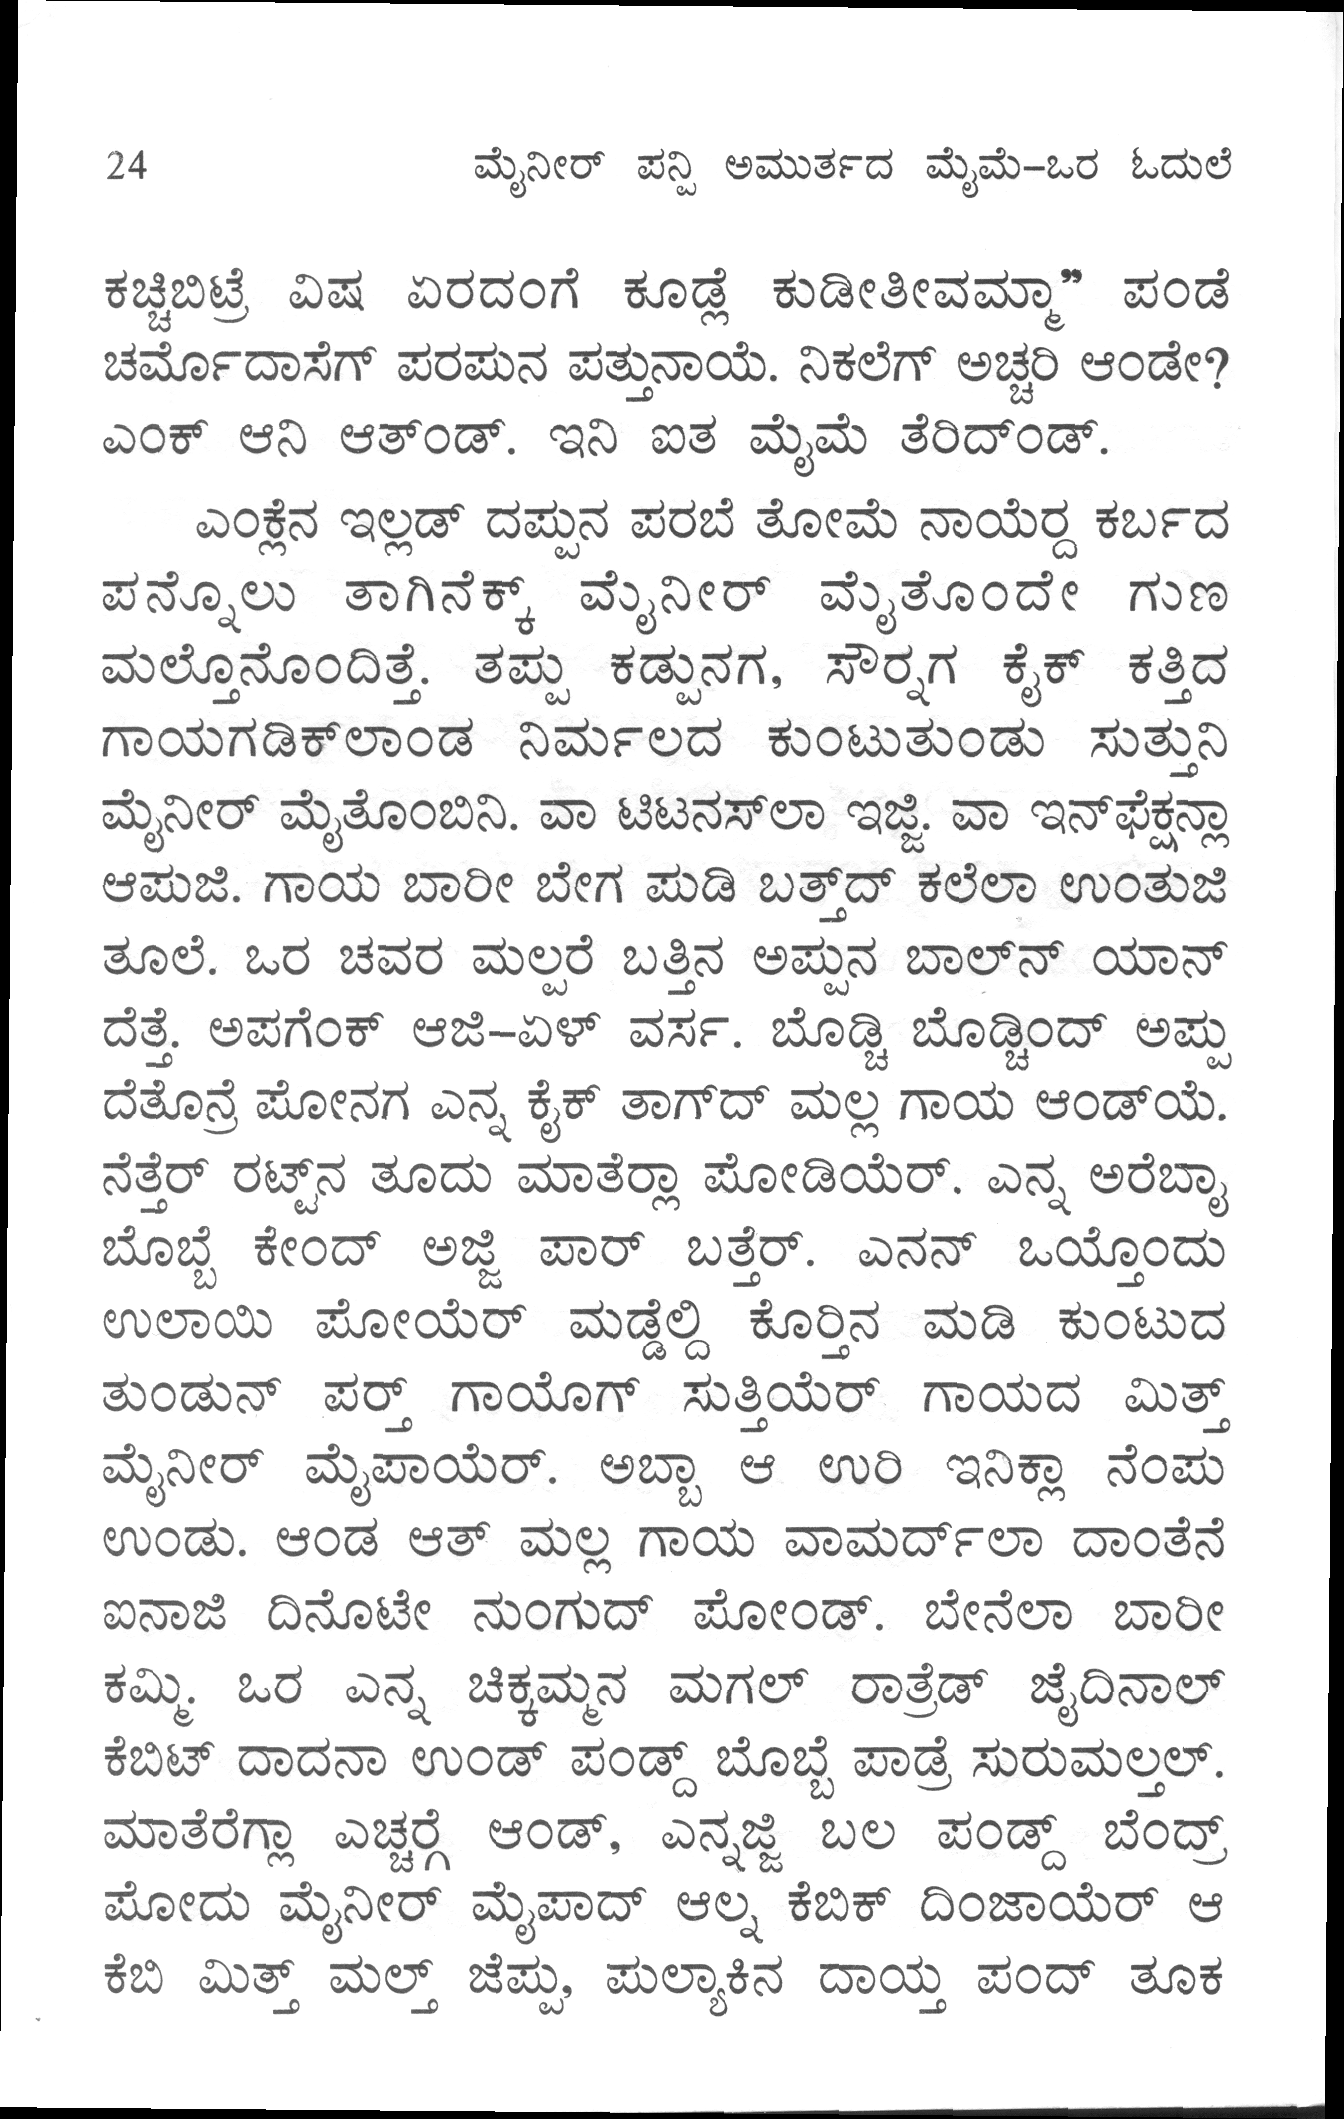 24 ಮೈನೀರ್ ಪನ್ಪಿ ಅಮುರ್ತದ ಮೈಮೆ–ಒರ ಓದುಲೆ
ಕಚ್ಚಿಬಿಟ್ರೆ ವಿಷ ಏರದಂಗೆ ಕೂಡ್ಲೆ ಕುಡೀತೀವಮ್ಮಾ” ಪಂಡೆ
ಚರ್ಮೊದಾಸೆಗ್ ಪರಪುನ ಪತ್ತುನಾಯೆ. ನಿಕಲೆಗ್ ಅಚ್ಚರಿ ಆಂಡೇ?
ಎಂಕ್ ಆನಿ ಆತ್‌ಂಡ್. ಇನಿ ಐತ ಮೈಮೆ ತೆರಿದ್‌ಂಡ್.
ಎಂಕ್ಲೆನ ಇಲ್ಲಡ್ ದಪ್ಪುನ ಪರಬೆ ತೋಮೆ ನಾಯೆರ‍್ದ ಕರ್ಬದ
ಪನ್ನೊಲು ತಾಗಿನೆಕ್ಕ್ ಮೈನೀರ್ ಮೈತೊಂದೇ ಗುಣ
ಮಲ್ತೊನೊಂದಿತ್ತೆ. ತಪ್ಪು ಕಡ್ಪುನಗ, ಸೌರ‍್ನಗ ಕೈಕ್ ಕತ್ತಿದ
ಗಾಯಗಡಿಕ್‌ಲಾಂಡ ನಿರ್ಮಲದ ಕುಂಟುತುಂಡು ಸುತ್ತುನಿ
ಮೈನೀರ್ ಮೈತೊಂಬಿನಿ. ವಾ ಟಿಟನಸ್‌ಲಾ ಇಜ್ಜಿ. ವಾ ಇನ್‌ಫೆಕ್ಷನ್ಲಾ
ಆಪುಜಿ. ಗಾಯ ಬಾರೀ ಬೇಗ ಪುಡಿ ಬತ್ತ್‌ದ್ ಕಲೆಲಾ ಉಂತುಜಿ
ತೂಲೆ. ಒರ ಚವರ ಮಲ್ಪರೆ ಬತ್ತಿನ ಅಪ್ಪುನ ಬಾಲ್‌ನ್ ಯಾನ್
ದೆತ್ತೆ. ಅಪಗೆಂಕ್ ಆಜಿ–ಏಳ್ ವರ್ಸ. ಬೊಡ್ಚಿ ಬೊಡ್ಚಿಂದ್ ಅಪ್ಪು
ದೆತೊನ್ರೆ ಪೋನಗ ಎನ್ನ ಕೈಕ್ ತಾಗ್‌ದ್ ಮಲ್ಲ ಗಾಯ ಆಂಡ್‌ಯೆ.
ನೆತ್ತೆರ್ ರಟ್ಟ್‌ನ ತೂದು ಮಾತೆರ‍್ಲಾ ಪೋಡಿಯೆರ್. ಎನ್ನ ಅರೆಬ್ಬಾಯಿ
ಬೊಬ್ಬೆ ಕೇಂದ್ ಅಜ್ಜಿ ಪಾರ್ ಬತ್ತೆರ್. ಎನನ್ ಒಯ್ತೊಂದು
ಉಲಾಯಿ ಪೋಯೆರ್ ಮಡ್ಡೆಲ್ದಿ ಕೊರ‍್ತಿನ ಮಡಿ ಕುಂಟುದ
ತುಂಡುನ್ ಪರ‍್ತ್ ಗಾಯೊಗ್ ಸುತ್ತಿಯೆರ್ ಗಾಯದ ಮಿತ್ತ್
ಮೈನೀರ್ ಮೈಪಾಯೆರ್. ಅಬ್ಬಾ ಆ ಉರಿ ಇನಿಕ್ಲಾ ನೆಂಪು
ಉಂಡು. ಆಂಡ ಆತ್ ಮಲ್ಲ ಗಾಯ ವಾಮರ್ದ್‌ಲಾ ದಾಂತೆನೆ
ಐನಾಜಿ ದಿನೊಟೇ ನುಂಗುದ್ ಪೋಂಡ್. ಬೇನೆಲಾ ಬಾರೀ
ಕಮ್ಮಿ. ಒರ ಎನ್ನ ಚಿಕ್ಕಮ್ಮನ ಮಗಲ್ ರಾತ್ರೆಡ್ ಜೈದಿನಾಲ್
ಕೆಬಿಟ್ ದಾದನಾ ಉಂಡ್ ಪಂಡ್ದ್ ಬೊಬ್ಬೆ ಪಾಡ್ರೆ ಸುರುಮಲ್ತಲ್.
ಮಾತೆರೆಗ್ಲಾ ಎಚ್ಚರ‍್ಗೆ ಆಂಡ್, ಎನ್ನಜ್ಜಿ ಬಲ ಪಂಡ್ದ್ ಬೆಂದ್ರ್
ಪೋದು ಮೈನೀರ್ ಮೈಪಾದ್ ಆಲ್ನ ಕೆಬಿಕ್ ದಿಂಜಾಯೆರ್ ಆ
ಕೆಬಿ ಮಿತ್ತ್ ಮಲ್ತ್ ಜೆಪ್ಪು, ಪುಲ್ಯಾಕಿನ ದಾಯ್ತ ಪಂದ್ ತೂಕ